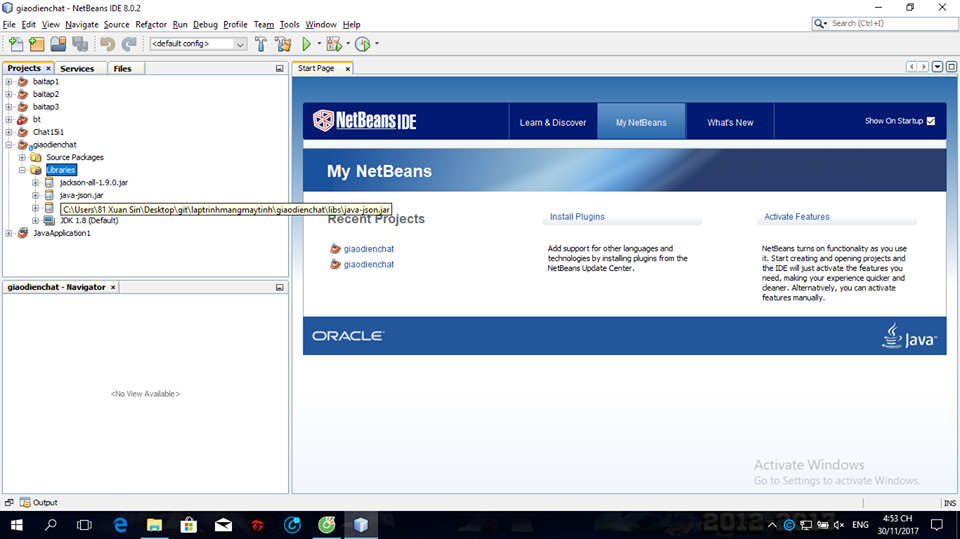 giaodienchat - NetBeans IDE 8.0.2
File Edit View Navigate Source Refactor Run Debug Profile Team Tools Window Help
Search (Ctrl+I)
<default config>
Projects × Services Files
Start Page ×
baitap1
baitap2
baitap3
bt
Chat15i1
giaodienchat
Source Packages
Libraries
jackson-all-1.9.0.jar
java-json.jar
C:\Users\81 Xuan Sin\Desktop\git\laptrinhmangmaytinh\giaodienchat\libs\java-json.jar
JDK 1.8 (Default)
JavaApplication1
NetBeans IDE
Learn & Discover
My NetBeans
What's New
Show On Startup
My NetBeans
Recent Projects
giaodienchat
giaodienchat
Install Plugins
Add support for other languages and
technologies by installing plugins from the
NetBeans Update Center.
Activate Features
NetBeans turns on functionality as you use
it. Start creating and opening projects and
the IDE will just activate the features you
need, making your experience quicker and
cleaner. Alternatively, you can activate
features manually.
ORACLE
Java
giaodienchat - Navigator ×
<No View Available>
Activate Windows
Go to Settings to activate Windows.
Output
INS
2012-2017
ENG
4:53 CH
30/11/2017